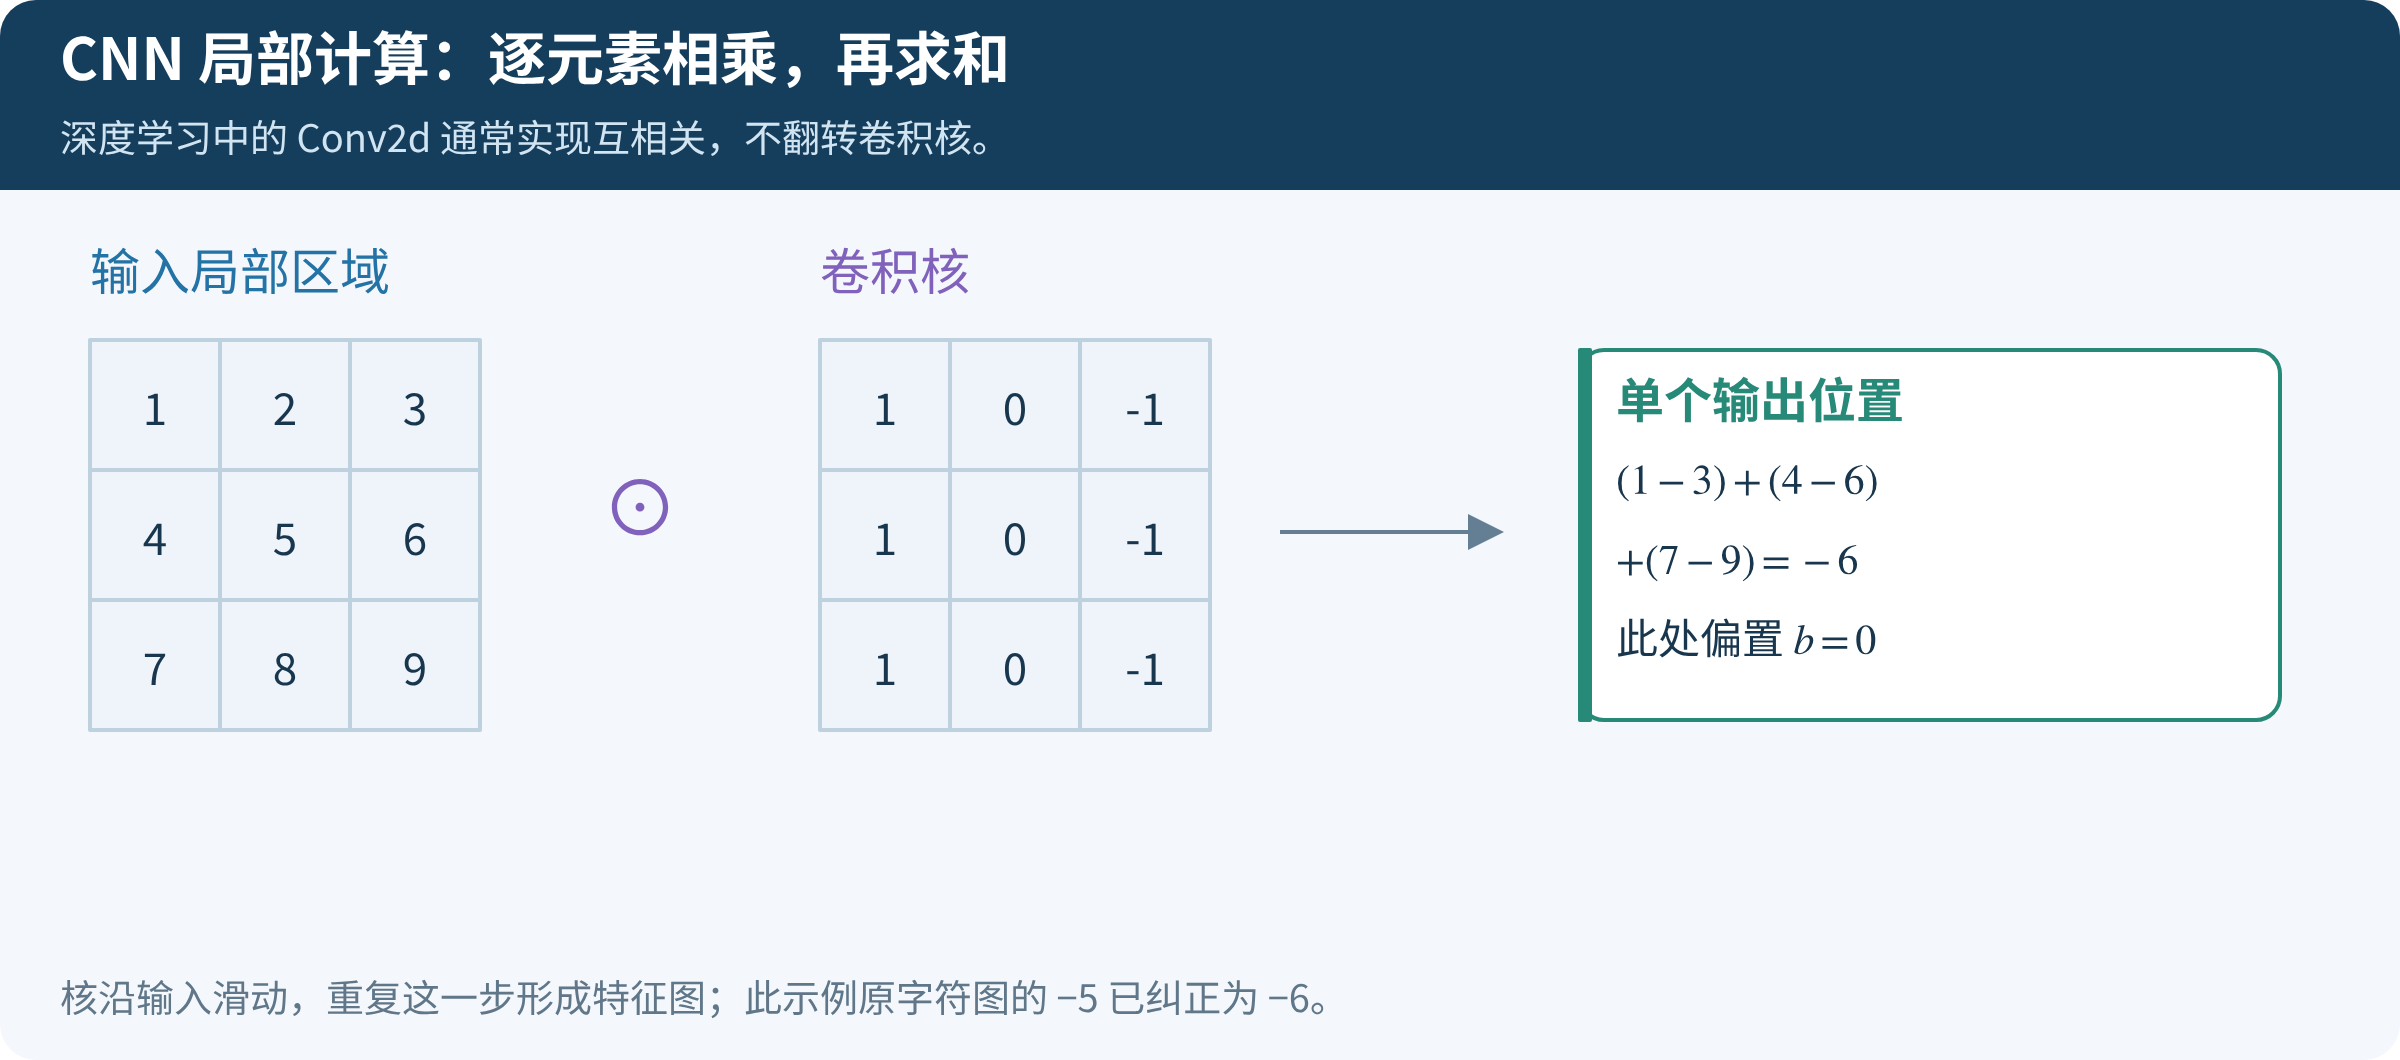 CNN 局部计算：逐元素相乘，再求和
深度学习中的 Conv2d 通常实现互相关，不翻转卷积核。
输入局部区域
1 2 3
4 5 6
7 8 9
⊙
卷积核
1 0 -1
1 0 -1
1 0 -1
单个输出位置
(1 − 3) + (4 − 6)
+(7 − 9) = − 6
此处偏置 b = 0
核沿输入滑动，重复这一步形成特征图；此示例原字符图的 −5 已纠正为 −6。